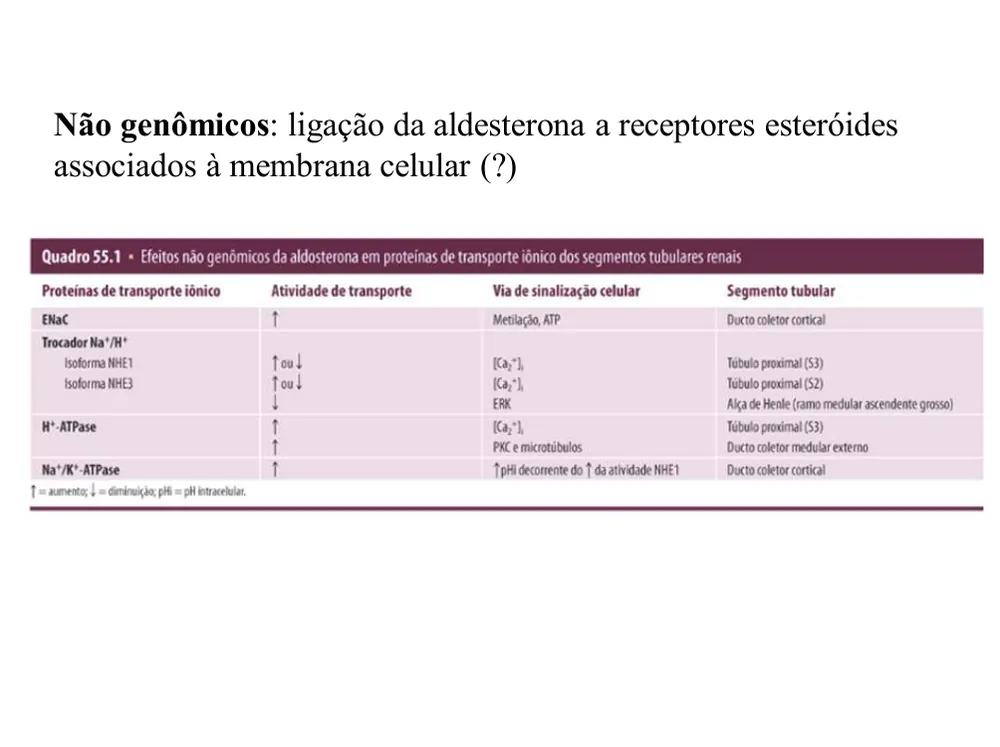 Não genômicos: ligação da aldesterona a receptores esteróides
associados à membrana celular (?)
Quadro 55.1 • Efeitos não genômicos da aldosterona em proteínas de transporte iônico dos segmentos tubulares renais
Proteínas de transporte iônico Atividade de transporte Via de sinalização celular Segmento tubular
ENaC ↑ Metilação, ATP Ducto coletor cortical
Trocador Na⁺/H⁺
Isoforma NHE1 ↑ ou ↓ [Ca₂⁺]ᵢ Túbulo proximal (S3)
Isoforma NHE3 ↑ ou ↓ [Ca₂⁺]ᵢ Túbulo proximal (S2)
↓ ERK Alça de Henle (ramo medular ascendente grosso)
H⁺-ATPase ↑ [Ca₂⁺]ᵢ Túbulo proximal (S3)
↑ PKC e microtúbulos Ducto coletor medular externo
Na⁺/K⁺-ATPase ↑ ↑pHi decorrente do ↑ da atividade NHE1 Ducto coletor cortical
↑ = aumento; ↓ = diminuição; pHi = pH intracelular.